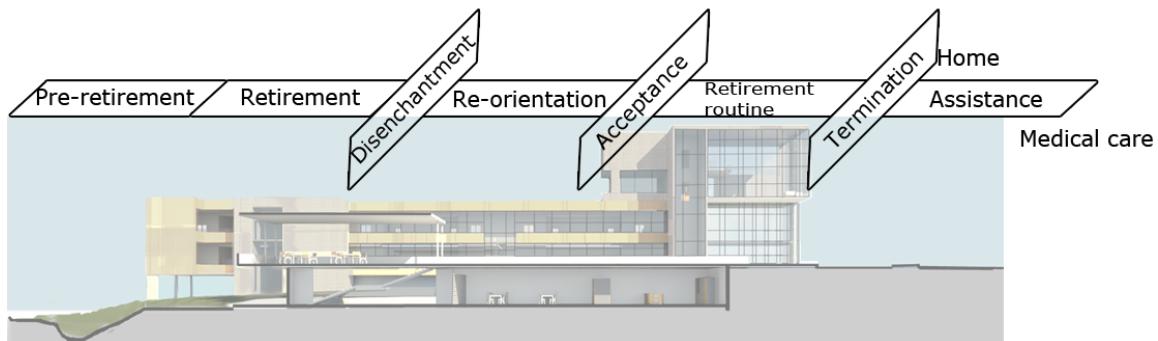 Pre-retirement
Retirement
Disenchantment
Re-orientation
Acceptance
Retirement
routine
Termination
Home
Assistance
Medical care